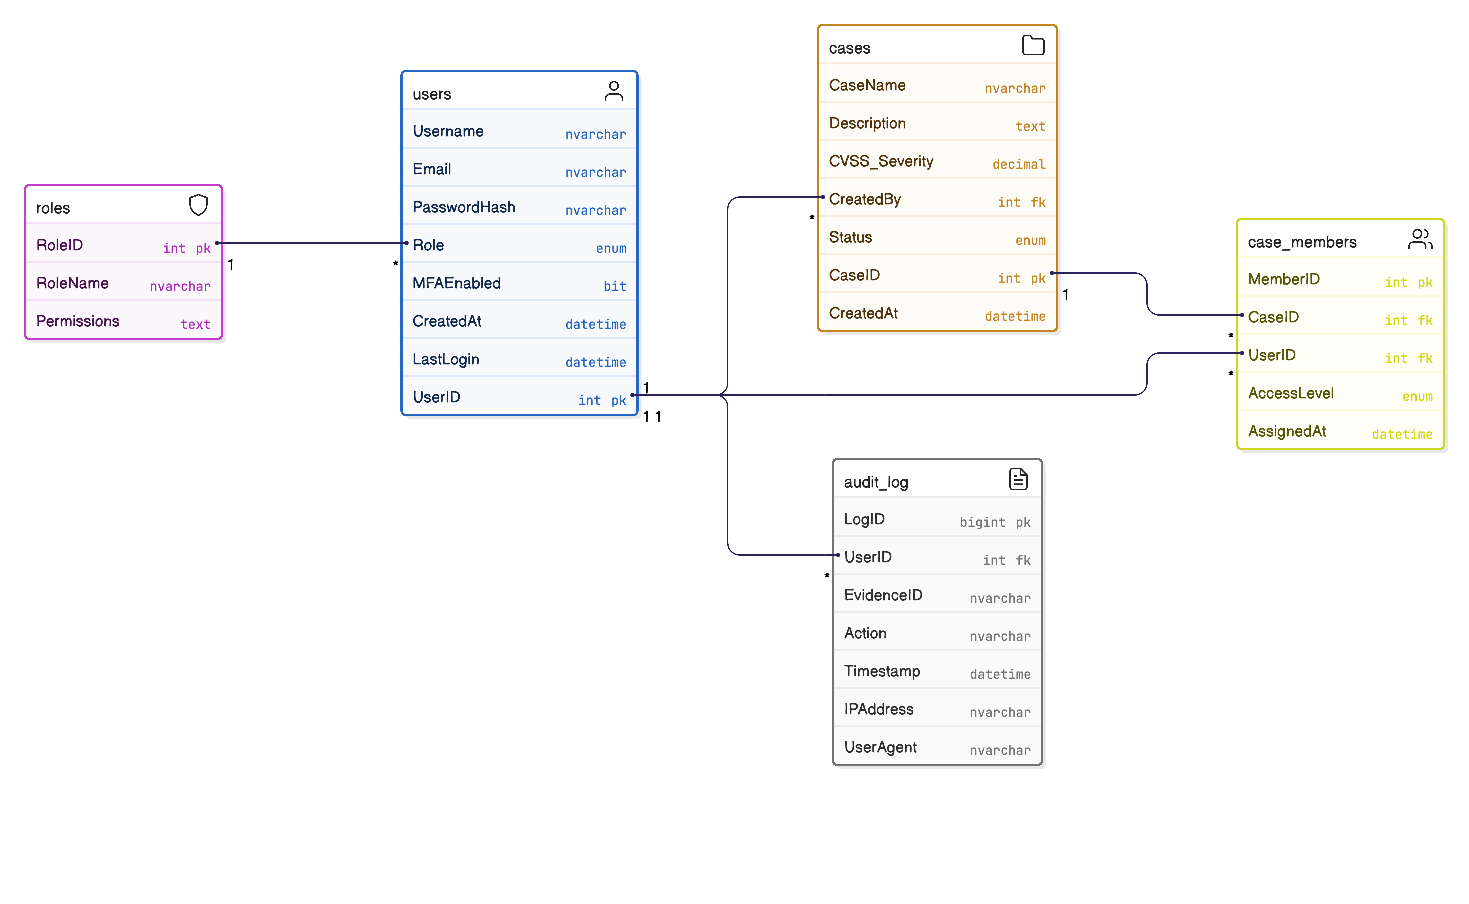 roles
RoleID int pk
RoleName nvarchar
Permissions text
1
*
users
Username nvarchar
Email nvarchar
PasswordHash nvarchar
Role enum
MFAEnabled bit
CreatedAt datetime
LastLogin datetime
UserID int pk
1
1 1
cases
CaseName nvarchar
Description text
CVSS_Severity decimal
CreatedBy int fk
*
Status enum
CaseID int pk
1
CreatedAt datetime
case_members
MemberID int pk
CaseID int fk
*
UserID int fk
*
AccessLevel enum
AssignedAt datetime
audit_log
LogID bigint pk
UserID int fk
*
EvidenceID nvarchar
Action nvarchar
Timestamp datetime
IPAddress nvarchar
UserAgent nvarchar